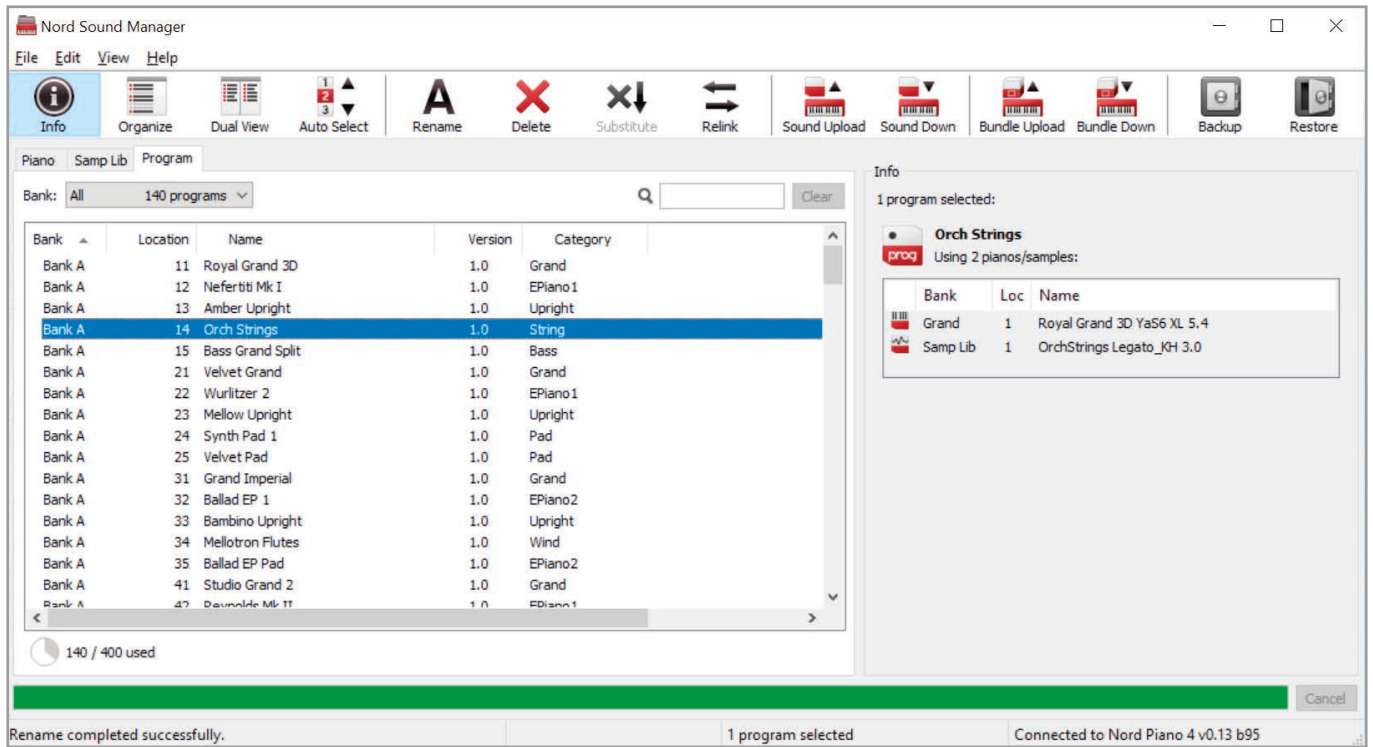 Nord Sound Manager
File Edit View Help
Info Organize Dual View Auto Select Rename Delete Substitute Relink Sound Upload Sound Down Bundle Upload Bundle Down Backup Restore
Piano Samp Lib Program
Bank: All 140 programs Clear
Bank Location Name Version Category
Bank A 11 Royal Grand 3D 1.0 Grand
Bank A 12 Nefertiti Mk I 1.0 EPiano1
Bank A 13 Amber Upright 1.0 Upright
Bank A 14 Orch Strings 1.0 String
Bank A 15 Bass Grand Split 1.0 Bass
Bank A 21 Velvet Grand 1.0 Grand
Bank A 22 Wurlitzer 2 1.0 EPiano1
Bank A 23 Mellow Upright 1.0 Upright
Bank A 24 Synth Pad 1 1.0 Pad
Bank A 25 Velvet Pad 1.0 Pad
Bank A 31 Grand Imperial 1.0 Grand
Bank A 32 Ballad EP 1 1.0 EPiano2
Bank A 33 Bambino Upright 1.0 Upright
Bank A 34 Mellotron Flutes 1.0 Wind
Bank A 35 Ballad EP Pad 1.0 EPiano2
Bank A 41 Studio Grand 2 1.0 Grand
Bank A 42 Reynolds Mk II 1.0 EPiano1
140 / 400 used
Info
1 program selected:
Orch Strings
prog Using 2 pianos/samples:
Bank Loc Name
Grand 1 Royal Grand 3D YaS6 XL 5.4
Samp Lib 1 OrchStrings Legato_KH 3.0
Cancel
Rename completed successfully. 1 program selected Connected to Nord Piano 4 v0.13 b95